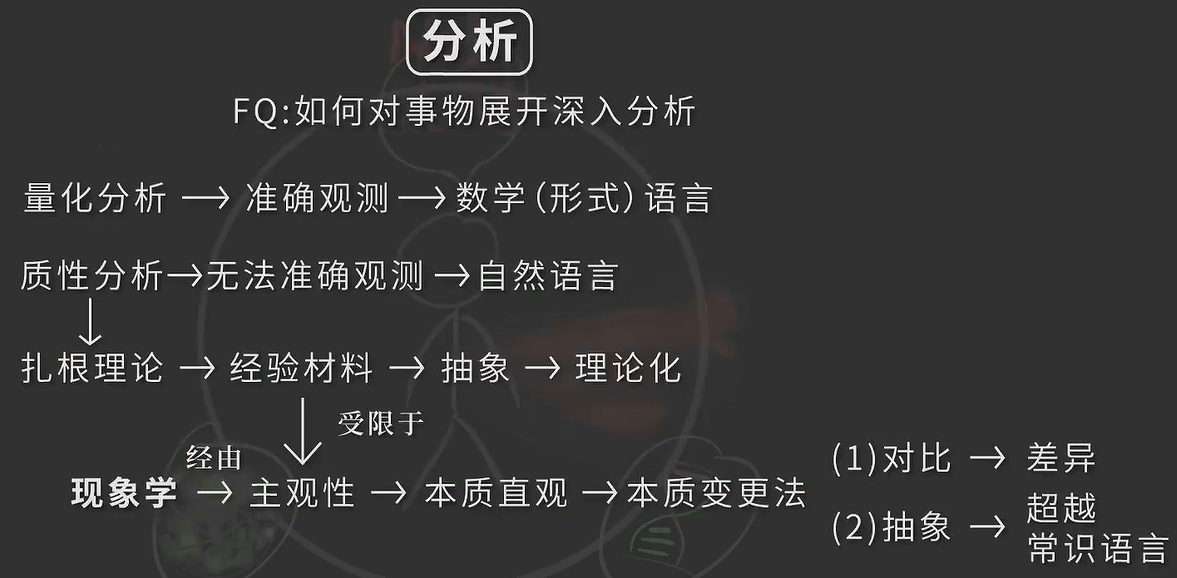 分析
FQ:如何对事物展开深入分析
量化分析 → 准确观测 → 数学(形式)语言
质性分析→无法准确观测 →自然语言
↓
扎根理论 → 经验材料 → 抽象 → 理论化
↓ 受限于
经由
现象学 → 主观性 → 本质直观 →本质变更法
(1)对比 → 差异
(2)抽象 → 超越
常识语言